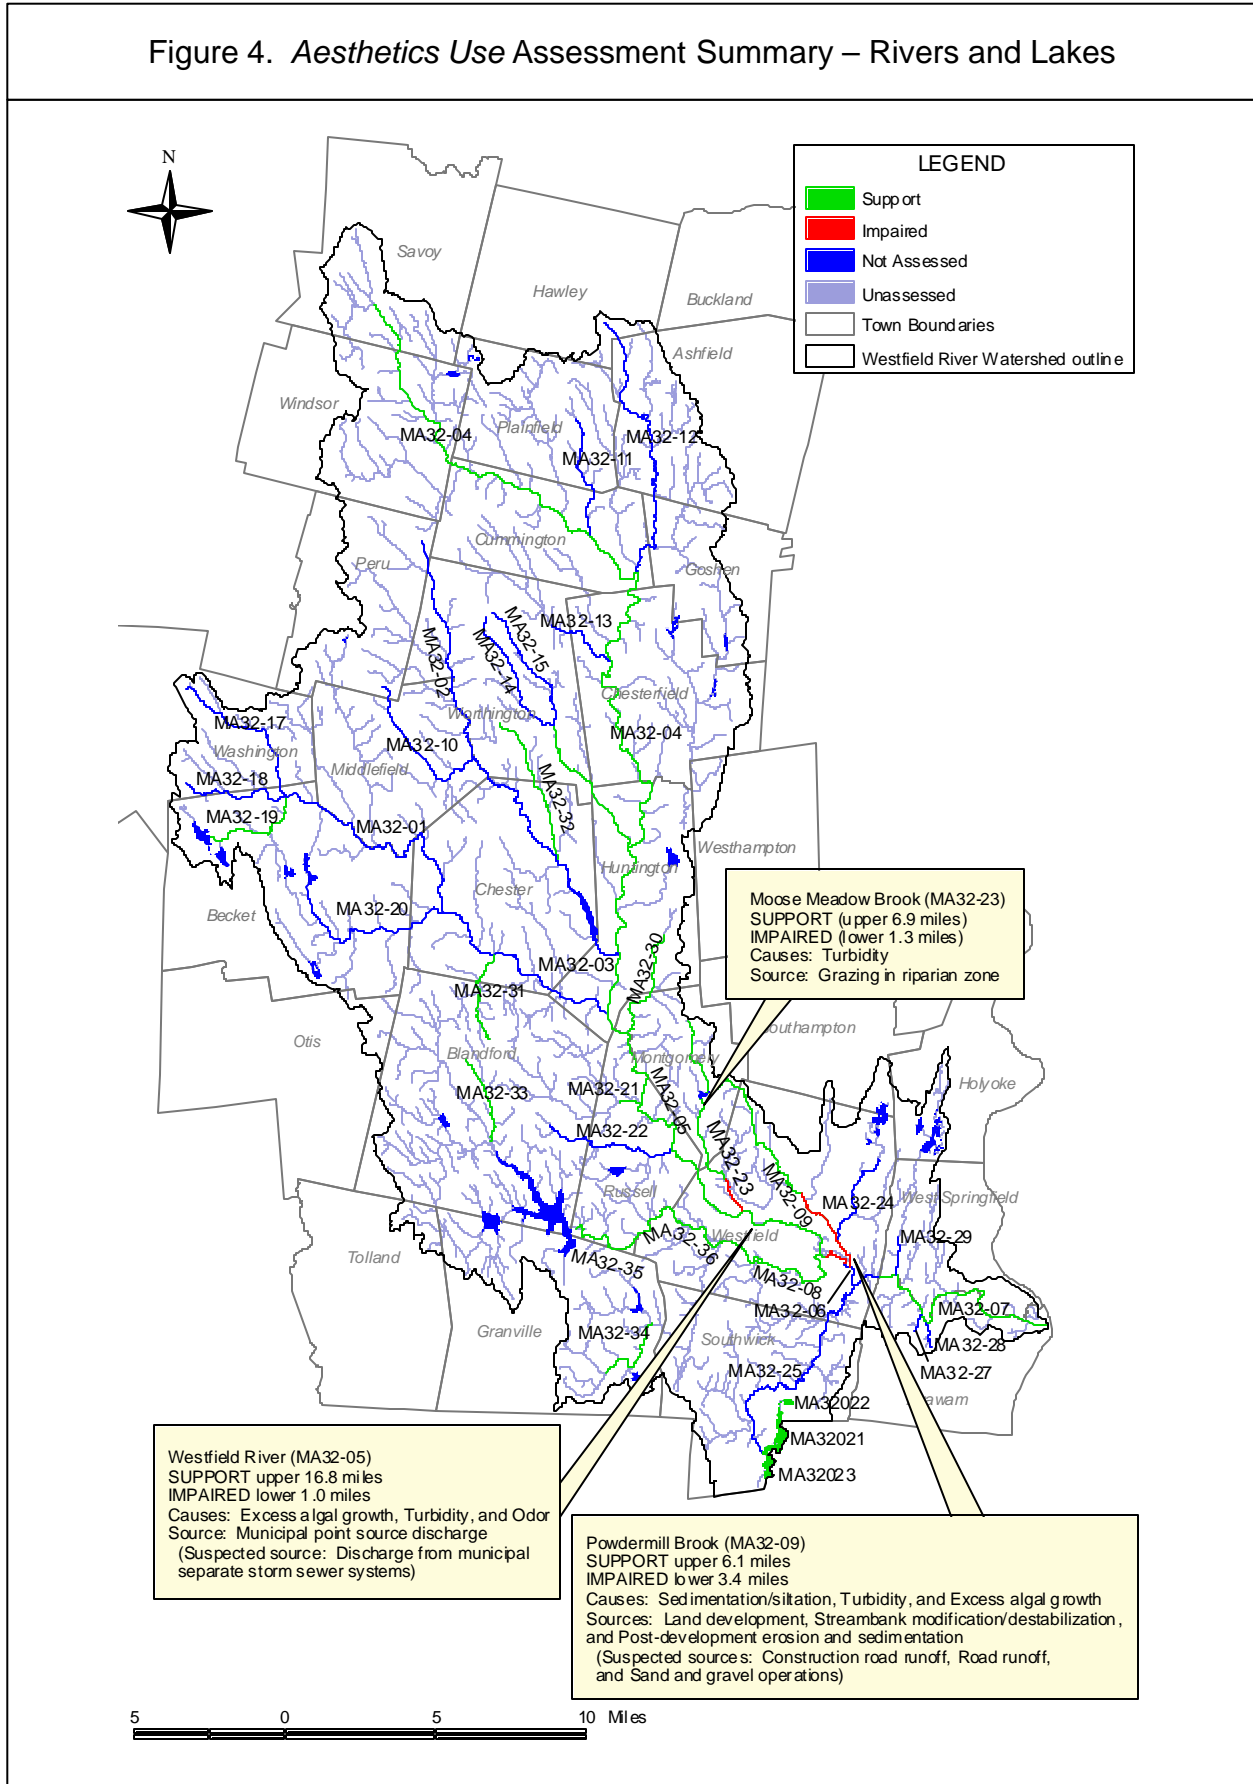 Figure 4. Aesthetics Use Assessment Summary – Rivers and Lakes
N
LEGEND
Support
Impaired
Not Assessed
Unassessed
Town Boundaries
Westfield River Watershed outline
Savoy
Hawley
Buckland
Ashfield
Windsor
Plainfield
MA32-04
MA32-12
MA32-11
Cummington
Peru
Goshen
MA32-13
MA32-15
MA32-14
MA32-02
Chesterfield
Worthington
MA32-17
Washington
MA32-10
MA32-04
Middlefield
MA32-18
MA32-32
MA32-19
MA32-01
Westhampton
Huntington
Chester
Becket
MA32-20
Moose Meadow Brook (MA32-23)
SUPPORT (upper 6.9 miles)
IMPAIRED (lower 1.3 miles)
Causes: Turbidity
Source: Grazing in riparian zone
MA32-30
MA32-03
MA32-31
Otis
outhampton
Blandford
Montgomery
Holyoke
MA32-33
MA32-21
MA32-05
MA32-22
MA32-23
Russell
MA32-09
MA32-24
West Springfield
Westfield
MA32-29
MA32-36
Tolland
MA32-35
MA32-08
MA32-06
MA32-07
Granville
MA32-34
Southwick
MA32-28
MA32-25
MA32-27
awam
MA32022
MA32021
MA32023
Westfield River (MA32-05)
SUPPORT upper 16.8 miles
IMPAIRED lower 1.0 miles
Causes: Excess algal growth, Turbidity, and Odor
Source: Municipal point source discharge
(Suspected source: Discharge from municipal
separate storm sewer systems)
Powdermill Brook (MA32-09)
SUPPORT upper 6.1 miles
IMPAIRED lower 3.4 miles
Causes: Sedimentation/siltation, Turbidity, and Excess algal growth
Sources: Land development, Streambank modification/destabilization,
and Post-development erosion and sedimentation
(Suspected sources: Construction road runoff, Road runoff,
and Sand and gravel operations)
5 0 5 10 Miles